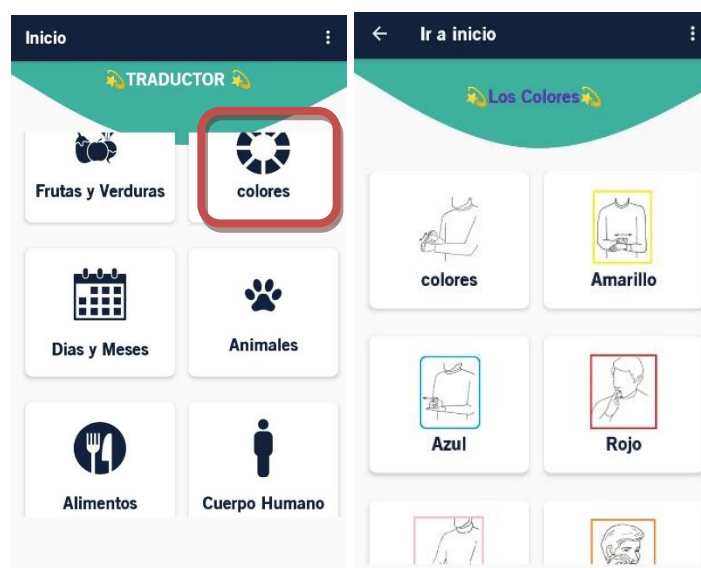 Inicio
TRADUCTOR
Frutas y Verduras
colores
Dias y Meses
Animales
Alimentos
Cuerpo Humano
Ir a inicio
Los Colores
colores
Amarillo
Azul
Rojo